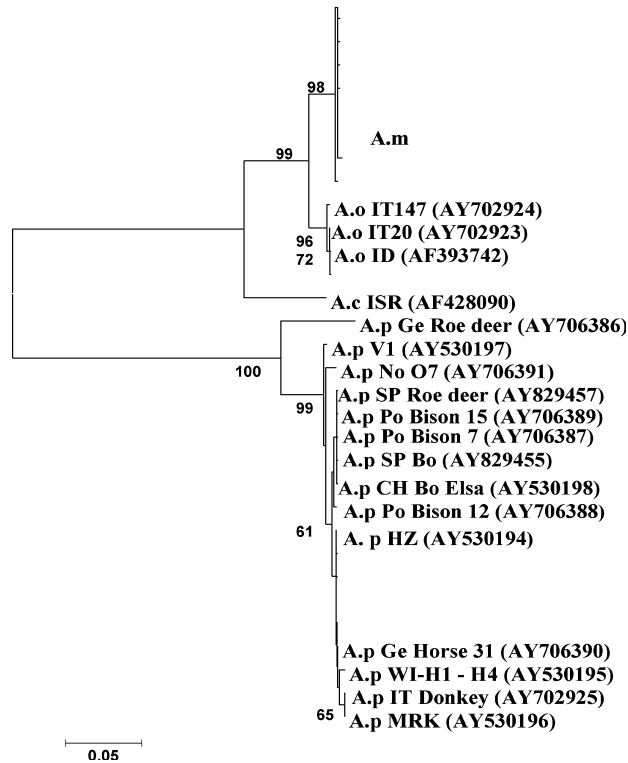 98
A.m
99
A.o IT147 (AY702924)
A.o IT20 (AY702923)
96
72
A.o ID (AF393742)
A.c ISR (AF428090)
A.p Ge Roe deer (AY706386)
100
A.p V1 (AY530197)
A.p No O7 (AY706391)
A.p SP Roe deer (AY829457)
99
A.p Po Bison 15 (AY706389)
A.p Po Bison 7 (AY706387)
A.p SP Bo (AY829455)
A.p CH Bo Elsa (AY530198)
A.p Po Bison 12 (AY706388)
61
A. p HZ (AY530194)
A.p Ge Horse 31 (AY706390)
A.p WI-H1 - H4 (AY530195)
A.p IT Donkey (AY702925)
65
A.p MRK (AY530196)
0.05